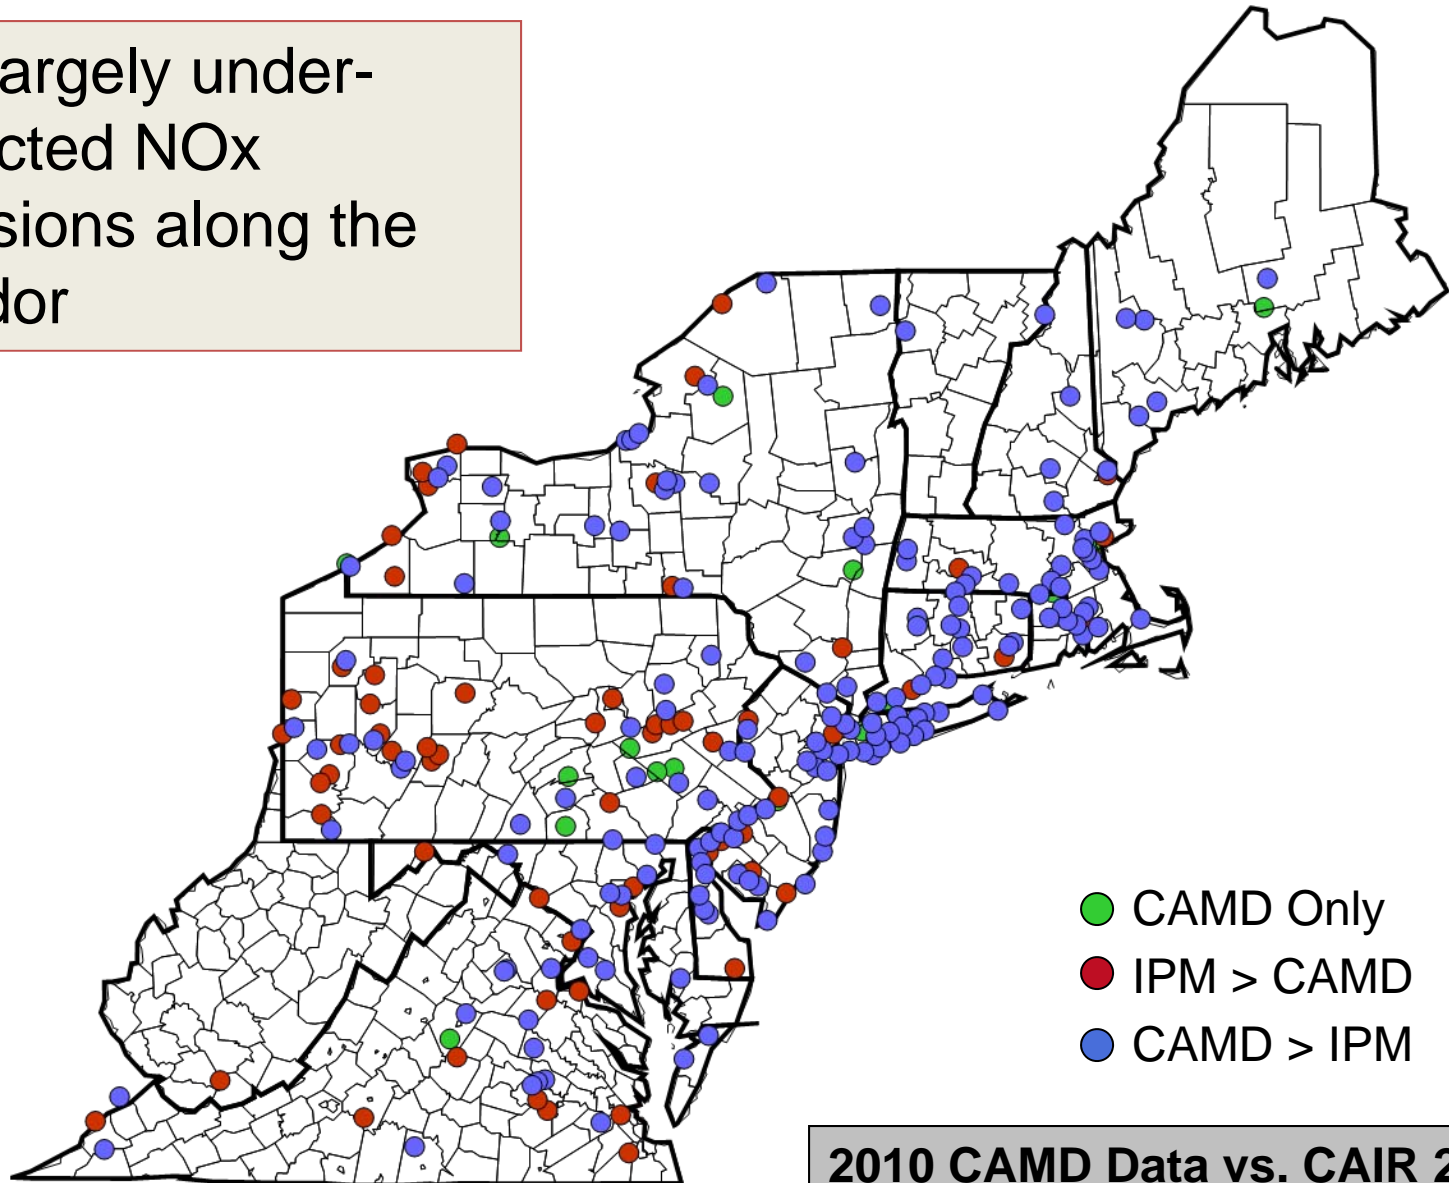 argely under-
cted NOx
sions along the
dor
CAMD Only
IPM > CAMD
CAMD > IPM
2010 CAMD Data vs. CAIR 2